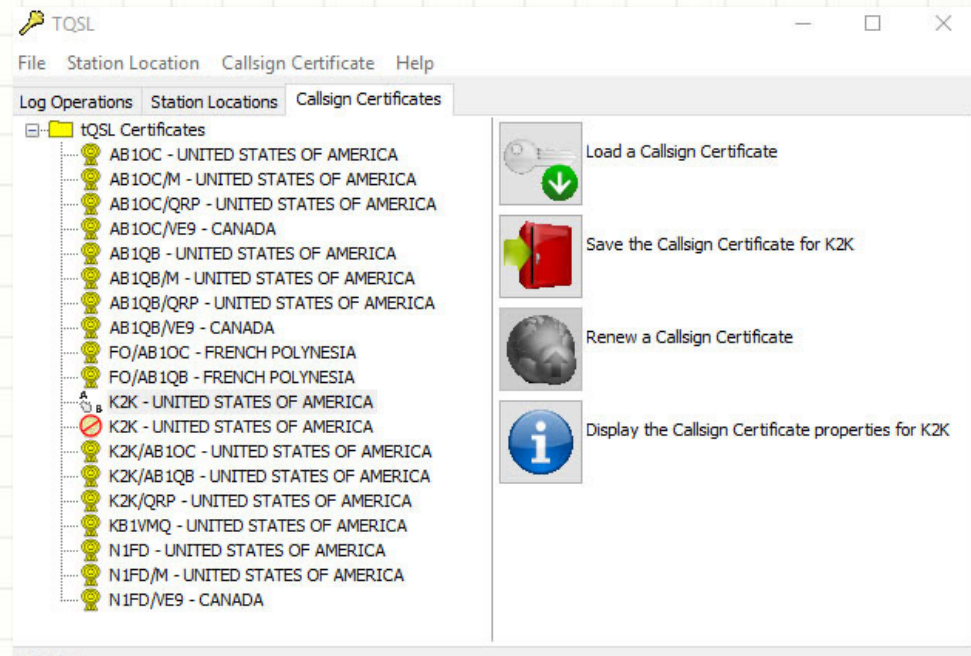 TQSL
File Station Location Callsign Certificate Help
Log Operations Station Locations Callsign Certificates
tQSL Certificates
AB1OC - UNITED STATES OF AMERICA
AB1OC/M - UNITED STATES OF AMERICA
AB1OC/QRP - UNITED STATES OF AMERICA
AB1OC/VE9 - CANADA
AB1QB - UNITED STATES OF AMERICA
AB1QB/M - UNITED STATES OF AMERICA
AB1QB/QRP - UNITED STATES OF AMERICA
AB1QB/VE9 - CANADA
FO/AB1OC - FRENCH POLYNESIA
FO/AB1QB - FRENCH POLYNESIA
A B K2K - UNITED STATES OF AMERICA
K2K - UNITED STATES OF AMERICA
K2K/AB1OC - UNITED STATES OF AMERICA
K2K/AB1QB - UNITED STATES OF AMERICA
K2K/QRP - UNITED STATES OF AMERICA
KB1VMQ - UNITED STATES OF AMERICA
N1FD - UNITED STATES OF AMERICA
N1FD/M - UNITED STATES OF AMERICA
N1FD/VE9 - CANADA
Load a Callsign Certificate
Save the Callsign Certificate for K2K
Renew a Callsign Certificate
Display the Callsign Certificate properties for K2K